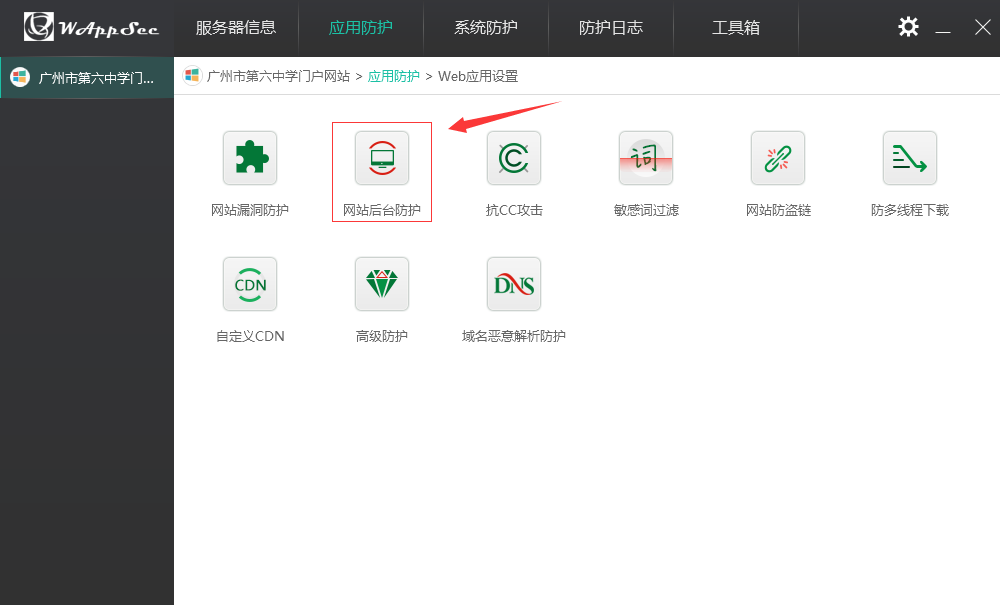 WAppSec 服务器信息 应用防护 系统防护 防护日志 工具箱
广州市第六中学门...
广州市第六中学门户网站 > 应用防护 > Web应用设置
词
网站漏洞防护 网站后台防护 抗CC攻击 敏感词过滤 网站防盗链 防多线程下载
CDN DNS
自定义CDN 高级防护 域名恶意解析防护